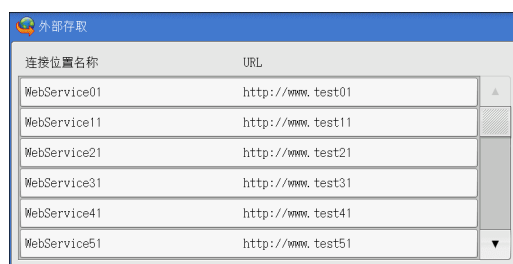 外部存取
连接位置名称 URL
WebService01 http://www.test01
WebService11 http://www.test11
WebService21 http://www.test21
WebService31 http://www.test31
WebService41 http://www.test41
WebService51 http://www.test51